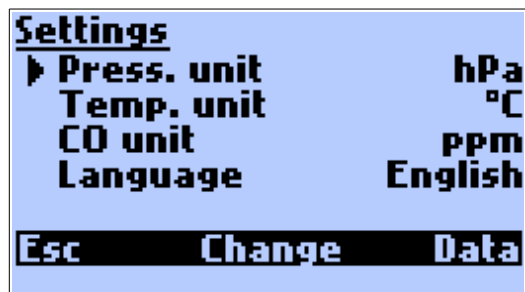 Settings
Press. unit hPa
Temp. unit °C
CO unit ppm
Language English
Esc Change Data